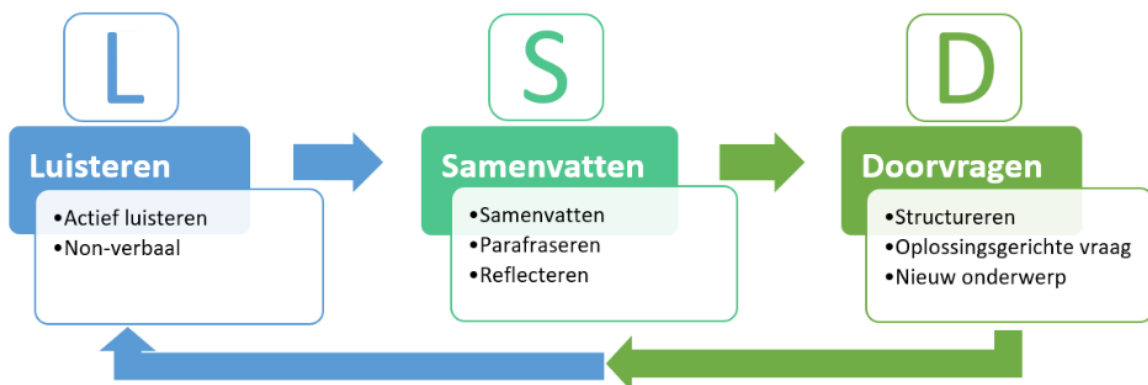 L
Luisteren
•Actief luisteren
•Non-verbaal
S
Samenvatten
•Samenvatten
•Parafraseren
•Reflecteren
D
Doorvragen
•Structureren
•Oplossingsgerichte vraag
•Nieuw onderwerp